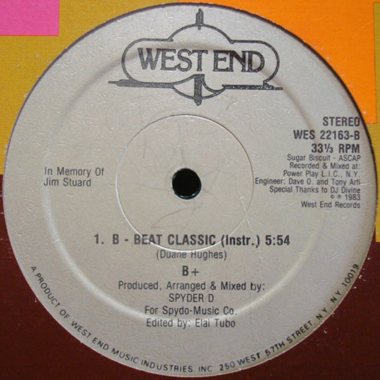 WEST END
STEREO
WES 22163-B
33⅓ RPM
Sugar Biscuit - ASCAP
Recorded & Mixed at:
Power Play L.I.C., N.Y.
Engineer: Dave O. and Tony Arfi
Special Thanks to DJ Divine
℗ © 1983
West End Records
In Memory Of
Jim Stuard
1. B - BEAT CLASSIC (Instr.) 5:54
(Duane Hughes)
B+
Produced, Arranged & Mixed by:
SPYDER D
For Spydo-Music Co.
Edited by: Elai Tubo
A PRODUCT OF WEST END MUSIC INDUSTRIES, INC. 250 WEST 57TH STREET, NY, NY 10019